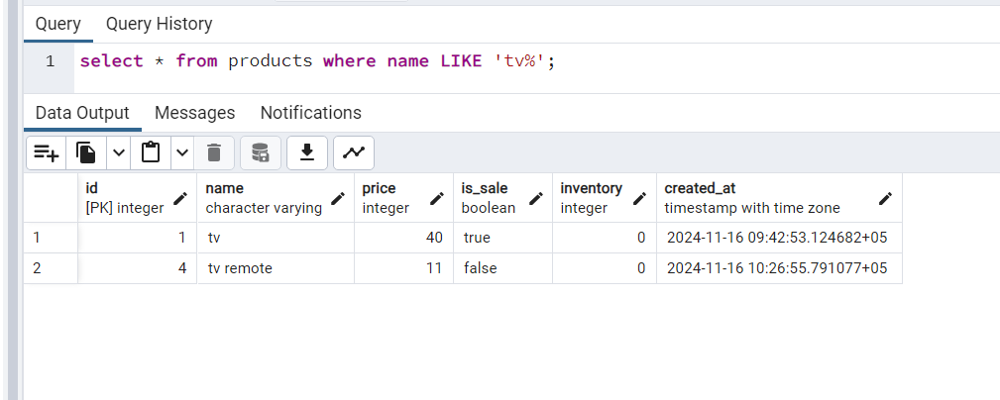 Query Query History
1 select * from products where name LIKE 'tv%';
Data Output Messages Notifications
id name price is_sale inventory created_at
[PK] integer character varying integer boolean integer timestamp with time zone
1 1 tv 40 true 0 2024-11-16 09:42:53.124682+05
2 4 tv remote 11 false 0 2024-11-16 10:26:55.791077+05